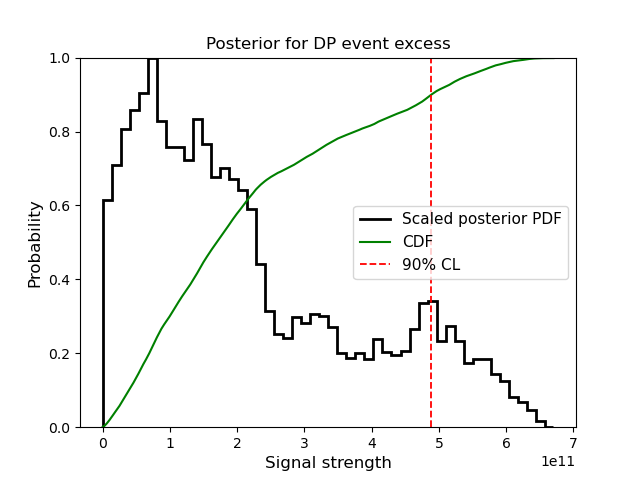 Posterior for DP event excess
1.0
0.8
0.6
0.4
0.2
0.0
Probability
Scaled posterior PDF
CDF
90% CL
0 1 2 3 4 5 6 7
1e11
Signal strength